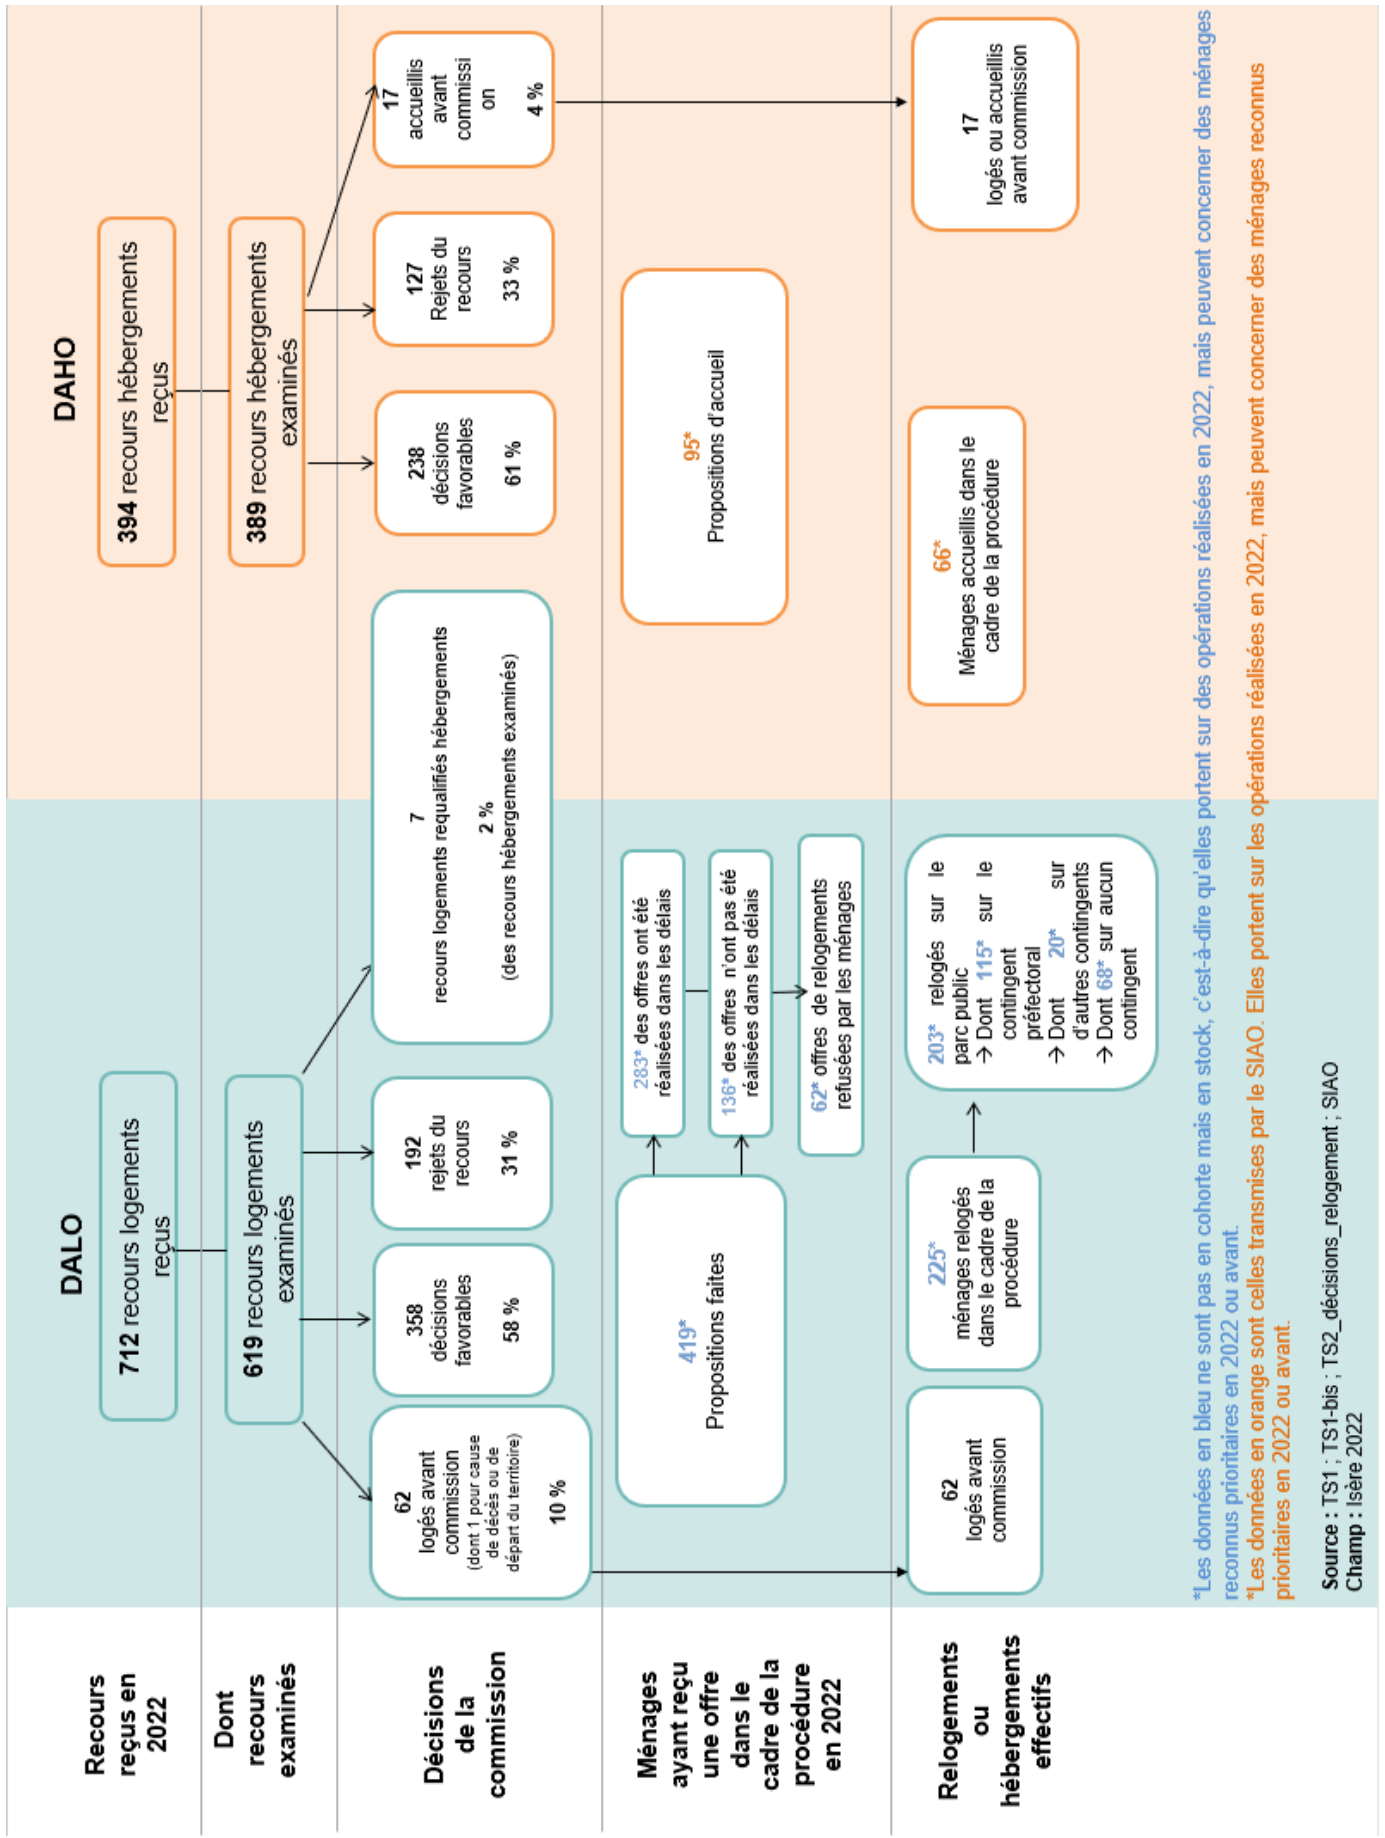 DALO
DAHO
Recours
reçus en
2022
712 recours logements
reçus
394 recours hébergements
reçus
Dont
recours
examinés
619 recours logements
examinés
389 recours hébergements
examinés
Décisions
de la
commission
62
logés avant
commission
(dont 1 pour cause
de décès ou de
départ du territoire)
10 %
358
décisions
favorables
58 %
192
rejets du
recours
31 %
7
recours logements requalifiés hébergements
2 %
(des recours hébergements examinés)
238
décisions
favorables
61 %
127
Rejets du
recours
33 %
17
accueillis
avant
commissi
on
4 %
Ménages
ayant reçu
une offre
dans le
cadre de la
procédure
en 2022
419*
Propositions faites
283* des offres ont été
réalisées dans les délais
136* des offres n'ont pas été
réalisées dans les délais
62* offres de relogements
refusées par les ménages
95*
Propositions d'accueil
Relogements
ou
hébergements
effectifs
62
logés avant
commission
225*
ménages relogés
dans le cadre de la
procédure
203* relogés sur le
parc public
→ Dont 115* sur le
contingent
préfectoral
→ Dont 20* sur
d'autres contingents
→ Dont 68* sur aucun
contingent
66*
Ménages accueillis dans le
cadre de la procédure
17
logés ou accueillis
avant commission
*Les données en bleu ne sont pas en cohorte mais en stock, c'est-à-dire qu'elles portent sur des opérations réalisées en 2022, mais peuvent concerner des ménages
reconnus prioritaires en 2022 ou avant.
*Les données en orange sont celles transmises par le SIAO. Elles portent sur les opérations réalisées en 2022, mais peuvent concerner des ménages reconnus
prioritaires en 2022 ou avant.
Source : TS1 ; TS1-bis ; TS2_décisions_relogement ; SIAO
Champ : Isère 2022